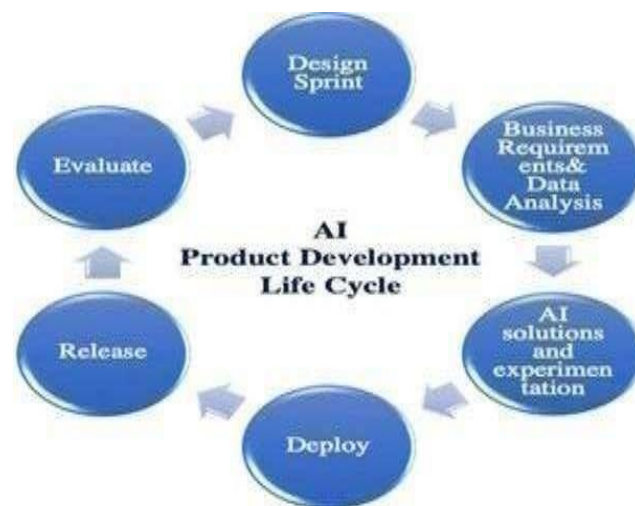 Design
Sprint
Business
Requirem
ents&
Data
Analysis
AI
solutions
and
experimen
tation
Deploy
Release
Evaluate
AI
Product Development
Life Cycle